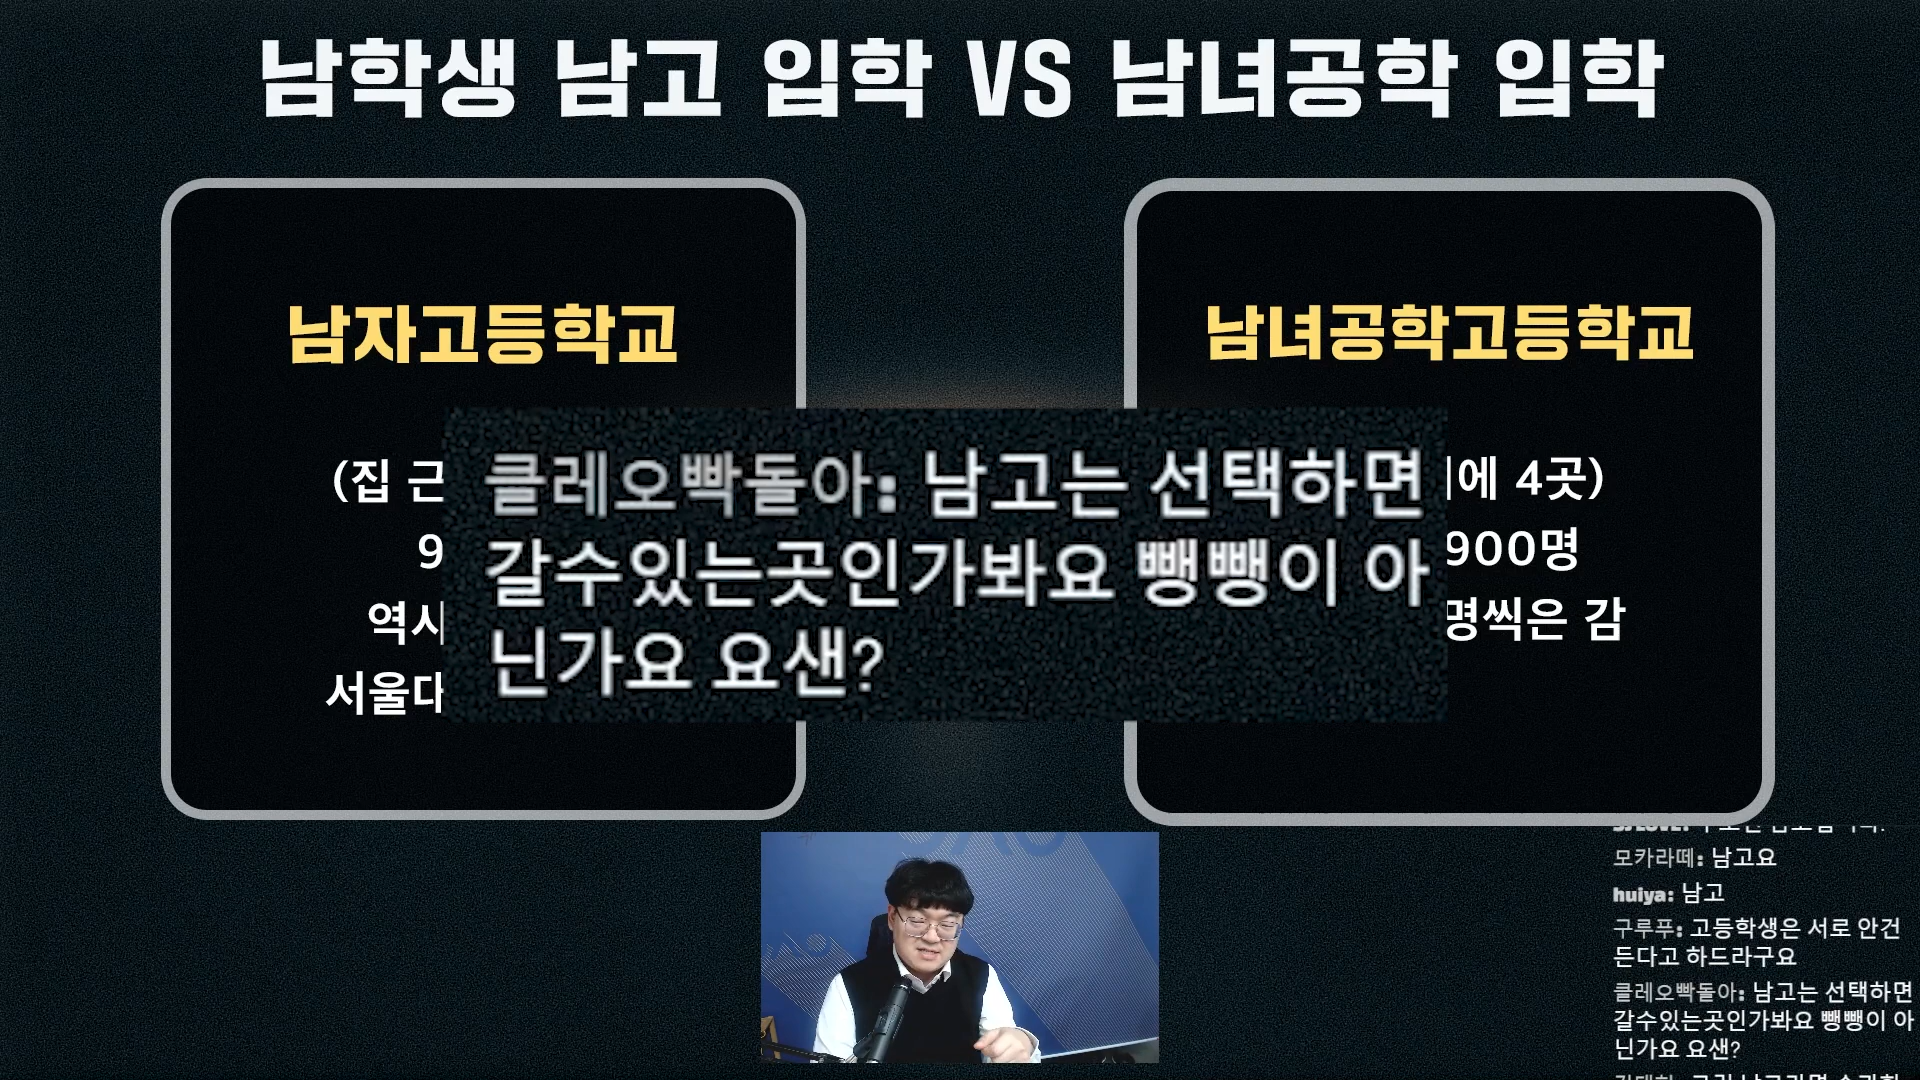 남학생 남고 입학 VS 남녀공학 입학
남자고등학교
남녀공학고등학교
(집 근
에 4곳)
클레오빡돌아: 남고는 선택하면
갈수있는곳인가봐요 뺑뺑이 아
닌가요 요샌?
9
900명
역시
명씩은 감
서울대
모카라떼: 남고요
huiya: 남고
구루푸: 고등학생은 서로 안건
든다고 하드라구요
클레오빡돌아: 남고는 선택하면
갈수있는곳인가봐요 뺑뺑이 아
닌가요 요샌?